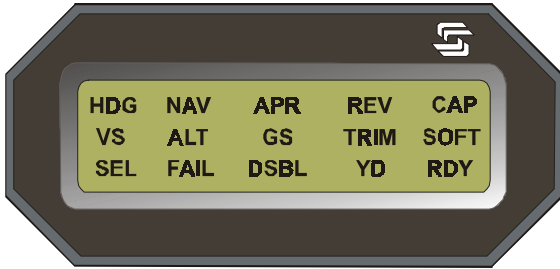 HDG NAV APR REV CAP
VS ALT GS TRIM SOFT
SEL FAIL DSBL YD RDY